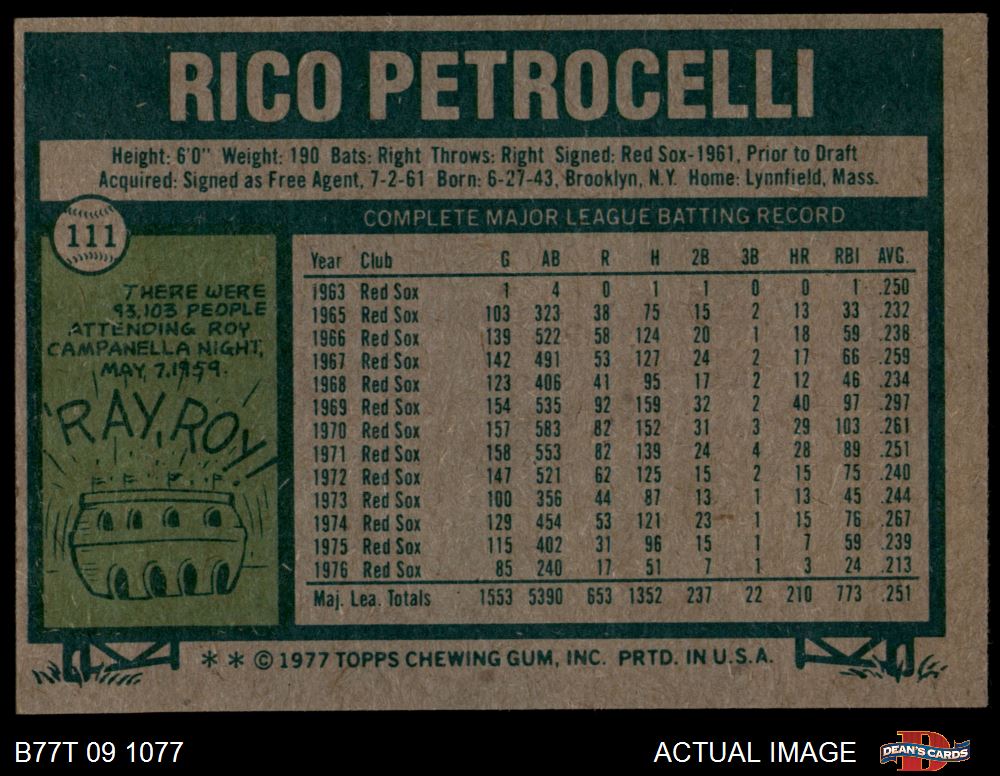 RICO PETROCELLI
Height: 6'0" Weight: 190 Bats: Right Throws: Right Signed: Red Sox-1961, Prior to Draft
Acquired: Signed as Free Agent, 7-2-61 Born: 6-27-43, Brooklyn, N.Y. Home: Lynnfield, Mass.
111
THERE WERE
93,103 PEOPLE
ATTENDING ROY
CAMPANELLA NIGHT,
MAY 7, 1959.
'RAY, ROY
COMPLETE MAJOR LEAGUE BATTING RECORD
Year Club G AB R H 2B 3B HR RBI AVG.
1963 Red Sox 1 4 0 1 1 0 0 1 .250
1965 Red Sox 103 323 38 75 15 2 13 33 .232
1966 Red Sox 139 522 58 124 20 1 18 59 .238
1967 Red Sox 142 491 53 127 24 2 17 66 .259
1968 Red Sox 123 406 41 95 17 2 12 46 .234
1969 Red Sox 154 535 92 159 32 2 40 97 .297
1970 Red Sox 157 583 82 152 31 3 29 103 .261
1971 Red Sox 158 553 82 139 24 4 28 89 .251
1972 Red Sox 147 521 62 125 15 2 15 75 .240
1973 Red Sox 100 356 44 87 13 1 13 45 .244
1974 Red Sox 129 454 53 121 23 1 15 76 .267
1975 Red Sox 115 402 31 96 15 1 7 59 .239
1976 Red Sox 85 240 17 51 7 1 3 24 .213
Maj. Lea. Totals 1553 5390 653 1352 237 22 210 773 .251
* * © 1977 TOPPS CHEWING GUM, INC. PRTD. IN U.S.A.
B77T 09 1077
ACTUAL IMAGE
D
DEAN'S CARDS